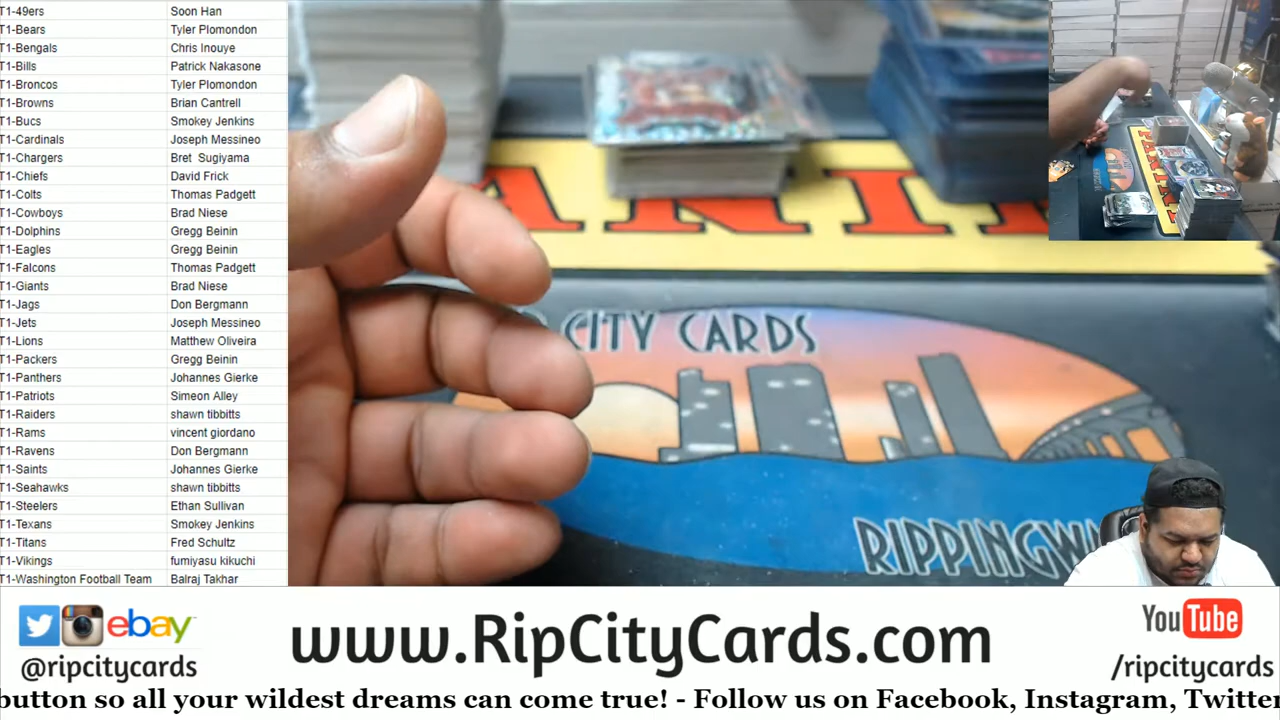 T1-49ers Soon Han
T1-Bears Tyler Plomondon
T1-Bengals Chris Inouye
T1-Bills Patrick Nakasone
T1-Broncos Tyler Plomondon
T1-Browns Brian Cantrell
T1-Bucs Smokey Jenkins
T1-Cardinals Joseph Messineo
T1-Chargers Bret Sugiyama
T1-Chiefs David Frick
T1-Colts Thomas Padgett
T1-Cowboys Brad Niese
T1-Dolphins Gregg Beinin
T1-Eagles Gregg Beinin
T1-Falcons Thomas Padgett
T1-Giants Brad Niese
T1-Jags Don Bergmann
T1-Jets Joseph Messineo
T1-Lions Matthew Oliveira
T1-Packers Gregg Beinin
T1-Panthers Johannes Gierke
T1-Patriots Simeon Alley
T1-Raiders shawn tibbitts
T1-Rams vincent giordano
T1-Ravens Don Bergmann
T1-Saints Johannes Gierke
T1-Seahawks shawn tibbitts
T1-Steelers Ethan Sullivan
T1-Texans Smokey Jenkins
T1-Titans Fred Schultz
T1-Vikings fumiyasu kikuchi
T1-Washington Football Team Balraj Takhar
CITY CARDS
RIPPINGW
ebay
@ripcitycards
www.RipCityCards.com
YouTube
/ripcitycards
button so all your wildest dreams can come true! - Follow us on Facebook, Instagram, Twitter